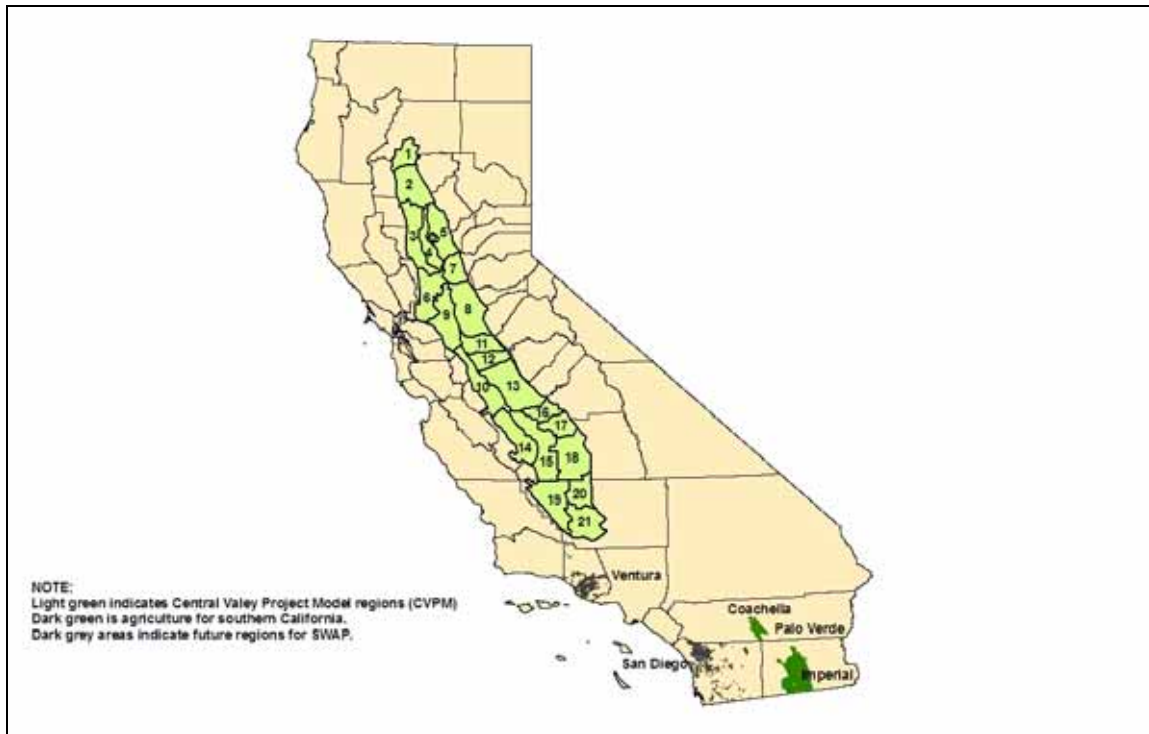 1
2
3
5
4
7
6
8
9
11
12
10
13
16
17
14
18
15
20
19
21
NOTE:
Light green indicates Central Valey Project Model regions (CVPM)
Dark green is agriculture for southern California.
Dark grey areas indicate future regions for SWAP.
Ventura
Coachella
Palo Verde
San Diego
Imperial